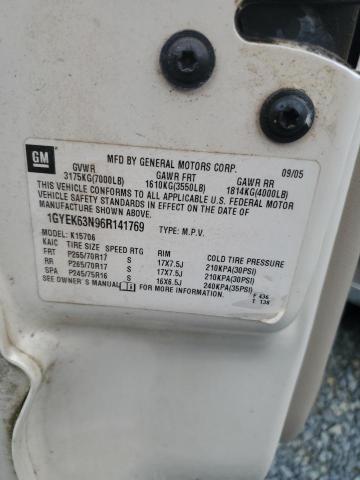 GM
MFD BY GENERAL MOTORS CORP. 09/05
GVWR GAWR FRT GAWR RR
3175KG(7000LB) 1610KG(3550LB) 1814KG(4000LB)
THIS VEHICLE CONFORMS TO ALL APPLICABLE U.S. FEDERAL MOTOR
VEHICLE SAFETY STANDARDS IN EFFECT ON THE DATE OF
1GYEK63N96R141769 TYPE: M.P.V.
MODEL: K15706
KAIC TIRE SIZE SPEED RTG RIM COLD TIRE PRESSURE
FRT P265/70R17 S 17X7.5J 210KPA(30PSI)
RR P265/70R17 S 17X7.5J 210KPA(30PSI)
SPA P245/75R16 S 16X6.5J 240KPA(35PSI)
SEE OWNER'S MANUAL FOR MORE INFORMATION. F 436
T 138